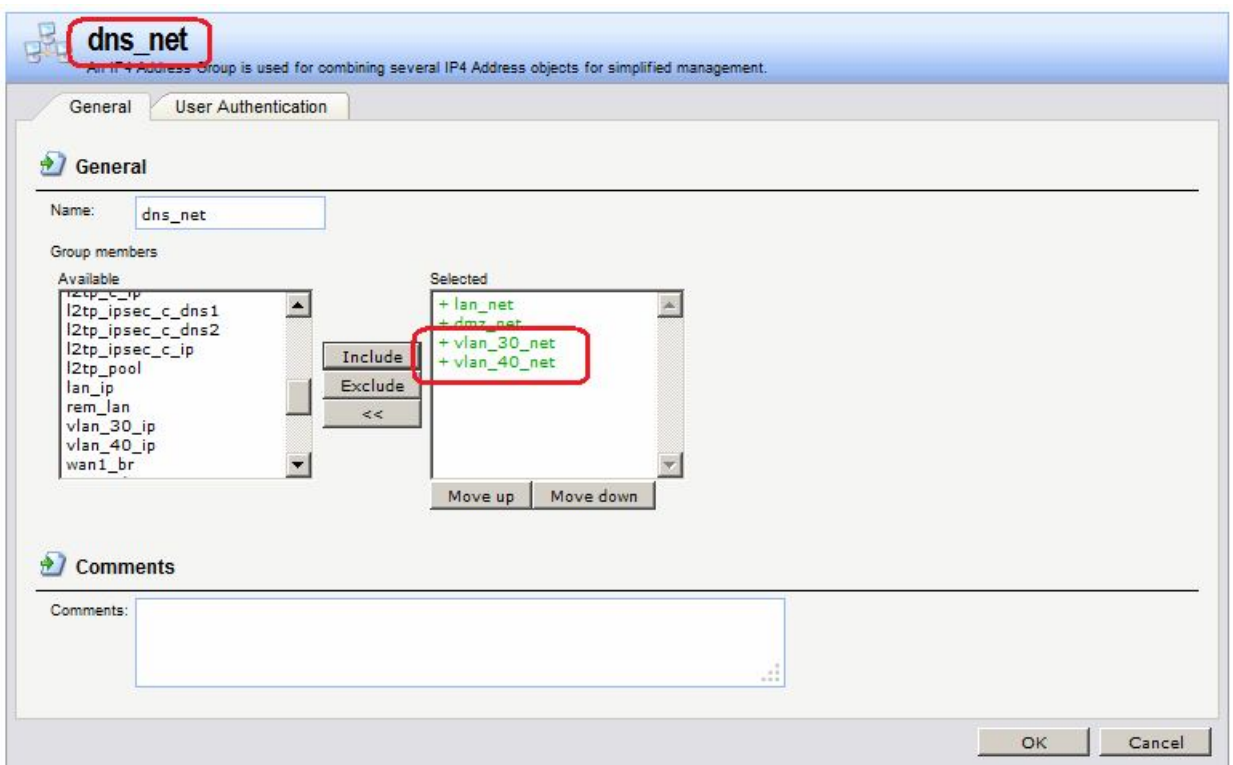 dns_net
An IP4 Address Group is used for combining several IP4 Address objects for simplified management.
General
User Authentication
General
Name:
dns_net
Group members
Available
l2tp_c_ip
l2tp_ipsec_c_dns1
l2tp_ipsec_c_dns2
l2tp_ipsec_c_ip
l2tp_pool
lan_ip
rem_lan
vlan_30_ip
vlan_40_ip
wan1_br
Include
Exclude
<<
Selected
+ lan_net
+ dmz_net
+ vlan_30_net
+ vlan_40_net
Move up
Move down
Comments
Comments:
OK
Cancel